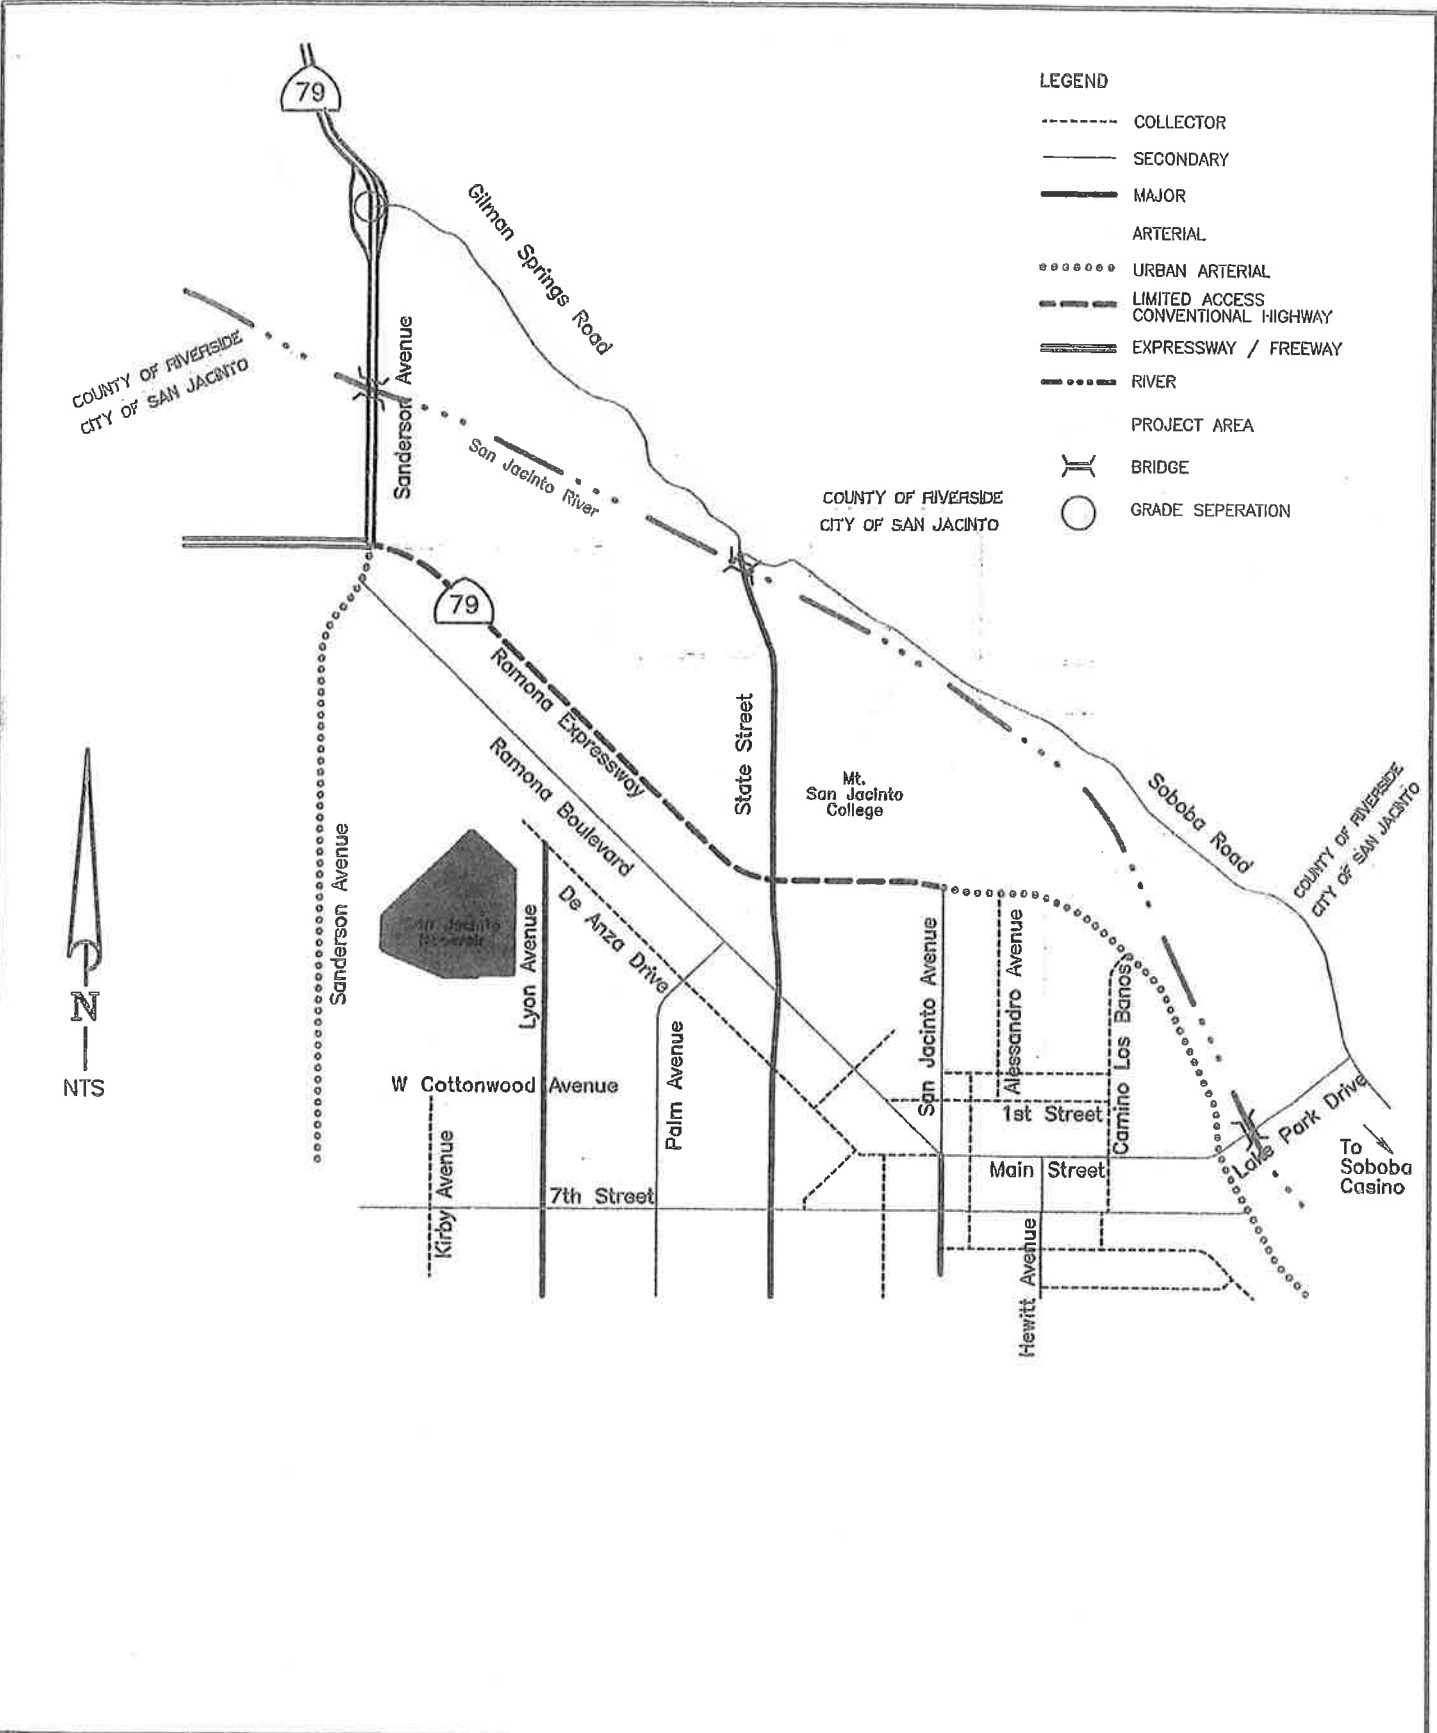 79
LEGEND
COLLECTOR
SECONDARY
MAJOR
ARTERIAL
URBAN ARTERIAL
LIMITED ACCESS
CONVENTIONAL HIGHWAY
EXPRESSWAY / FREEWAY
RIVER
PROJECT AREA
BRIDGE
GRADE SEPERATION
Gilman Springs Road
COUNTY OF RIVERSIDE
CITY OF SAN JACINTO
Sanderson Avenue
San Jacinto River
COUNTY OF RIVERSIDE
CITY OF SAN JACINTO
79
Ramona Expressway
Ramona Boulevard
State Street
Mt.
San Jacinto
College
Soboba Road
COUNTY OF RIVERSIDE
CITY OF SAN JACINTO
Sanderson Avenue
San Jacinto
Lyon Avenue
De Anza Drive
Palm Avenue
San Jacinto Avenue
Alessandro Avenue
Camino Los Banos
N
NTS
W Cottonwood Avenue
1st Street
Lake Park Drive
To
Soboba
Casino
Main Street
Kirby Avenue
7th Street
Hewitt Avenue